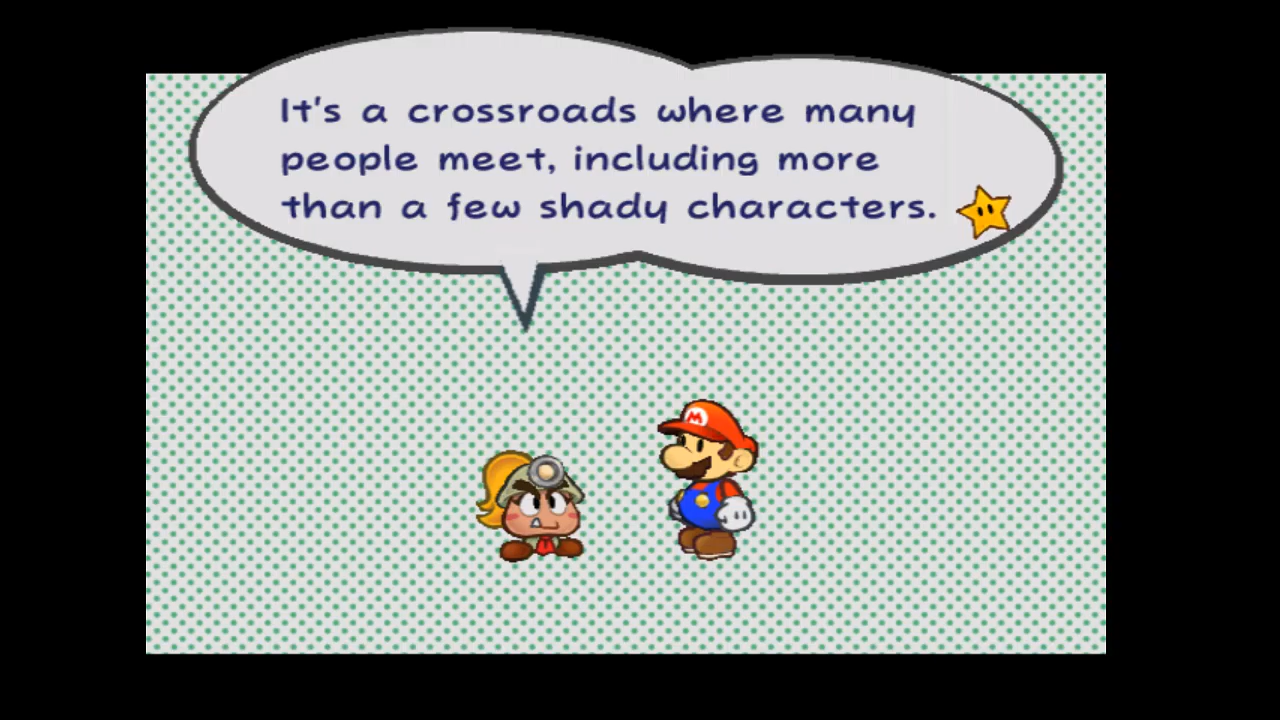 It's a crossroads where many
people meet, including more
than a few shady characters.
M